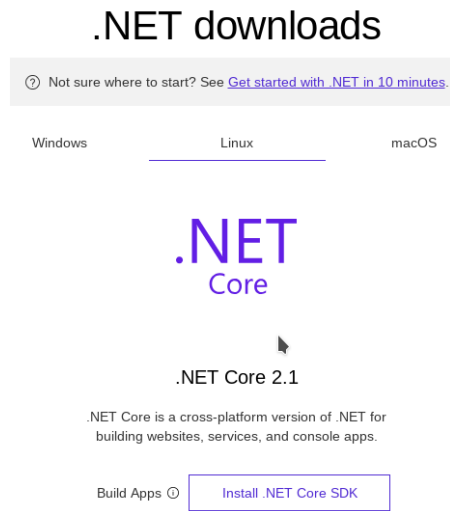 .NET downloads
Not sure where to start? See Get started with .NET in 10 minutes.
Windows
Linux
macOS
.NET
Core
.NET Core 2.1
.NET Core is a cross-platform version of .NET for
building websites, services, and console apps.
Build Apps
Install .NET Core SDK